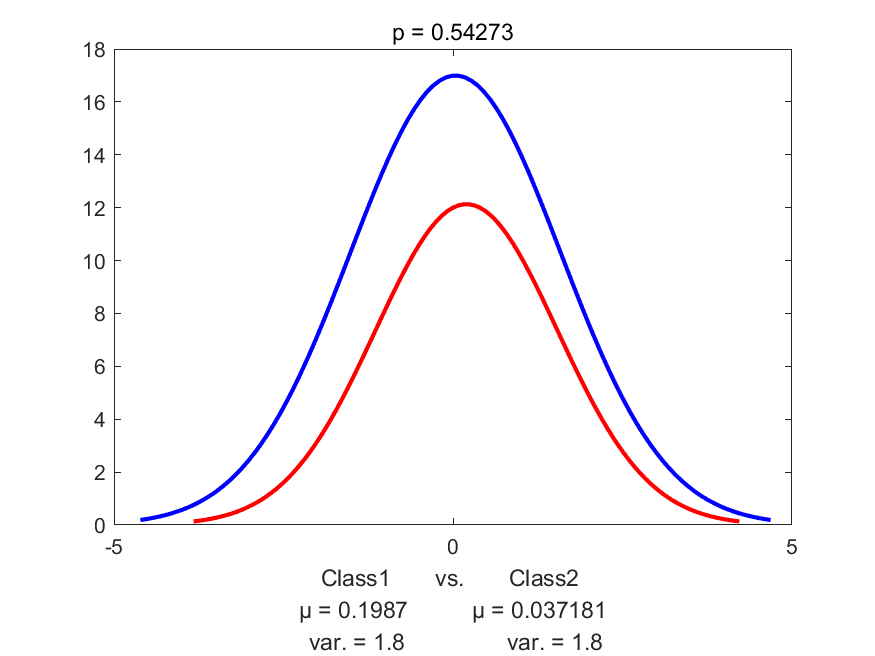 p = 0.54273
18
16
14
12
10
8
6
4
2
0
-5 0 5
Class1 vs. Class2
μ = 0.1987 μ = 0.037181
var. = 1.8 var. = 1.8